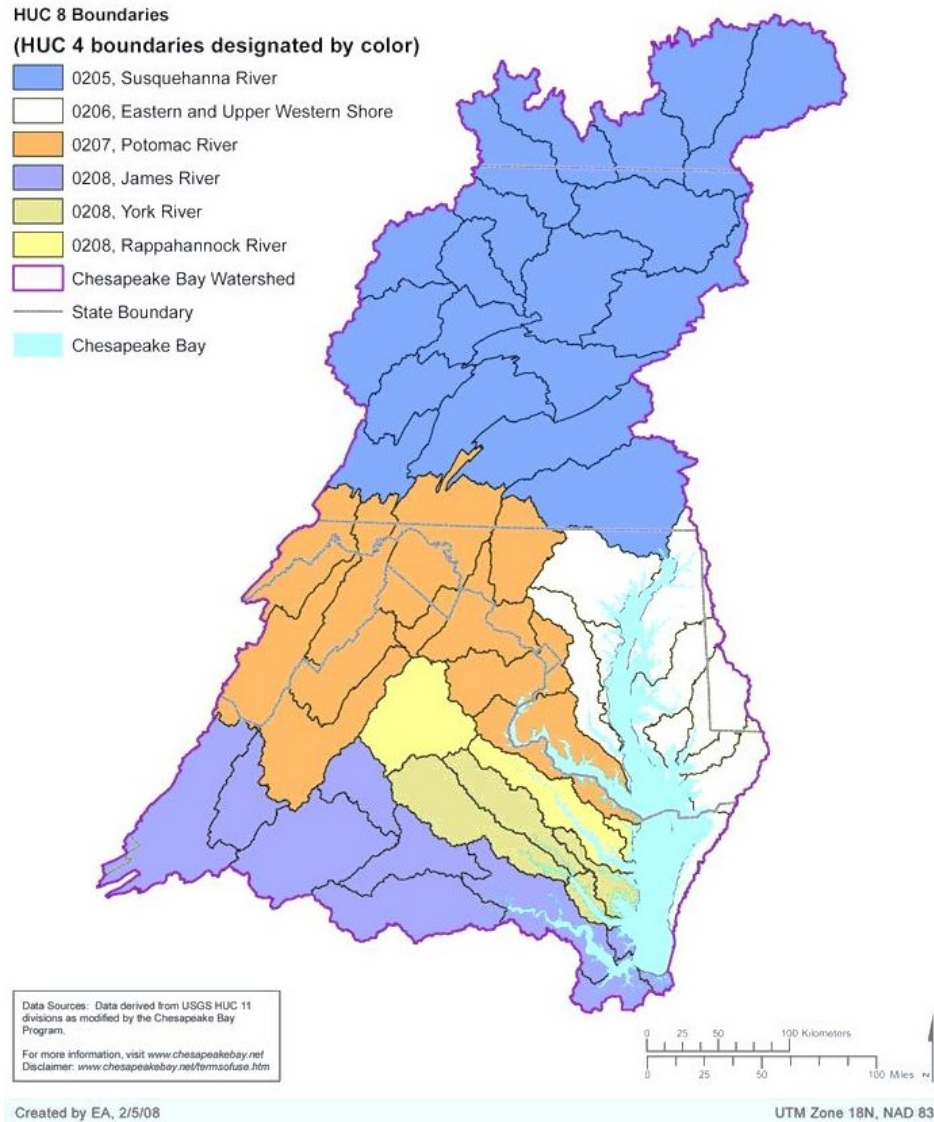 HUC 8 Boundaries
(HUC 4 boundaries designated by color)
0205, Susquehanna River
0206, Eastern and Upper Western Shore
0207, Potomac River
0208, James River
0208, York River
0208, Rappahannock River
Chesapeake Bay Watershed
State Boundary
Chesapeake Bay
Data Sources: Data derived from USGS HUC 11
divisions as modified by the Chesapeake Bay
Program.
For more information, visit www.chesapeakebay.net
Disclaimer: www.chesapeakebay.net/termsofuse.htm
0 25 50 100 Kilometers
0 25 50 100 Miles
N
Created by EA, 2/5/08
UTM Zone 18N, NAD 83